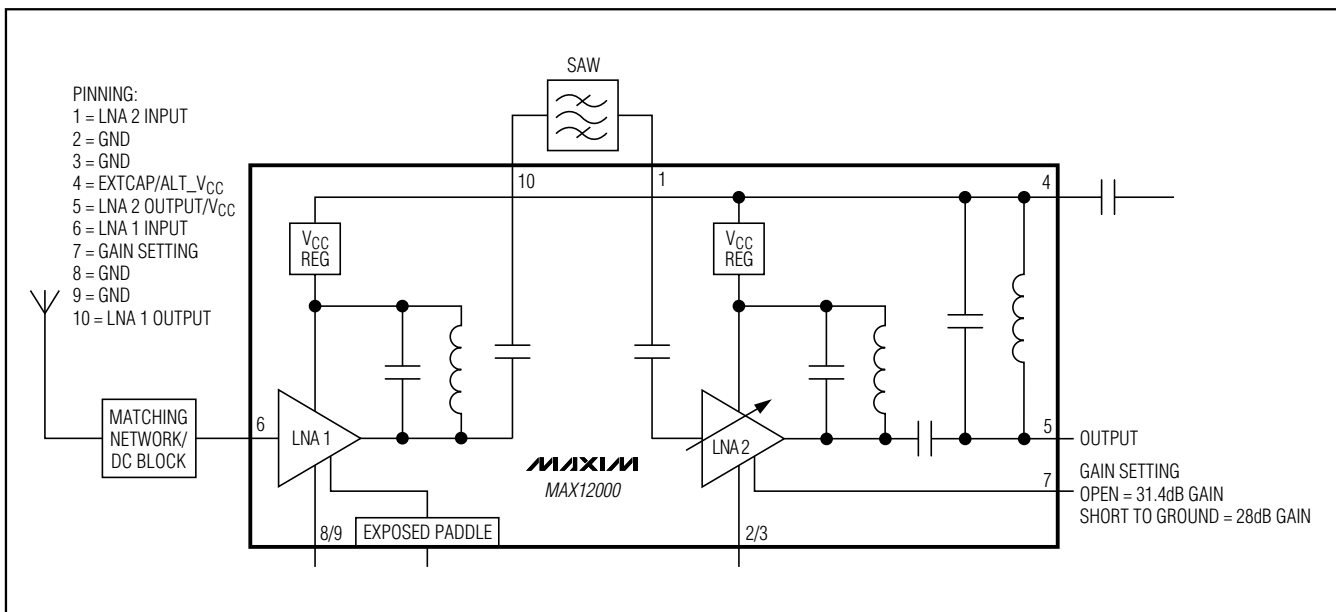 SAW
PINNING:
1 = LNA 2 INPUT
2 = GND
3 = GND
4 = EXTCAP/ALT_VCC
5 = LNA 2 OUTPUT/VCC
6 = LNA 1 INPUT
7 = GAIN SETTING
8 = GND
9 = GND
10 = LNA 1 OUTPUT
10
1
4
VCC
REG
VCC
REG
MATCHING
NETWORK/
DC BLOCK
6
LNA 1
MAXIM
MAX12000
LNA 2
5
OUTPUT
7
GAIN SETTING
OPEN = 31.4dB GAIN
SHORT TO GROUND = 28dB GAIN
8/9
EXPOSED PADDLE
2/3